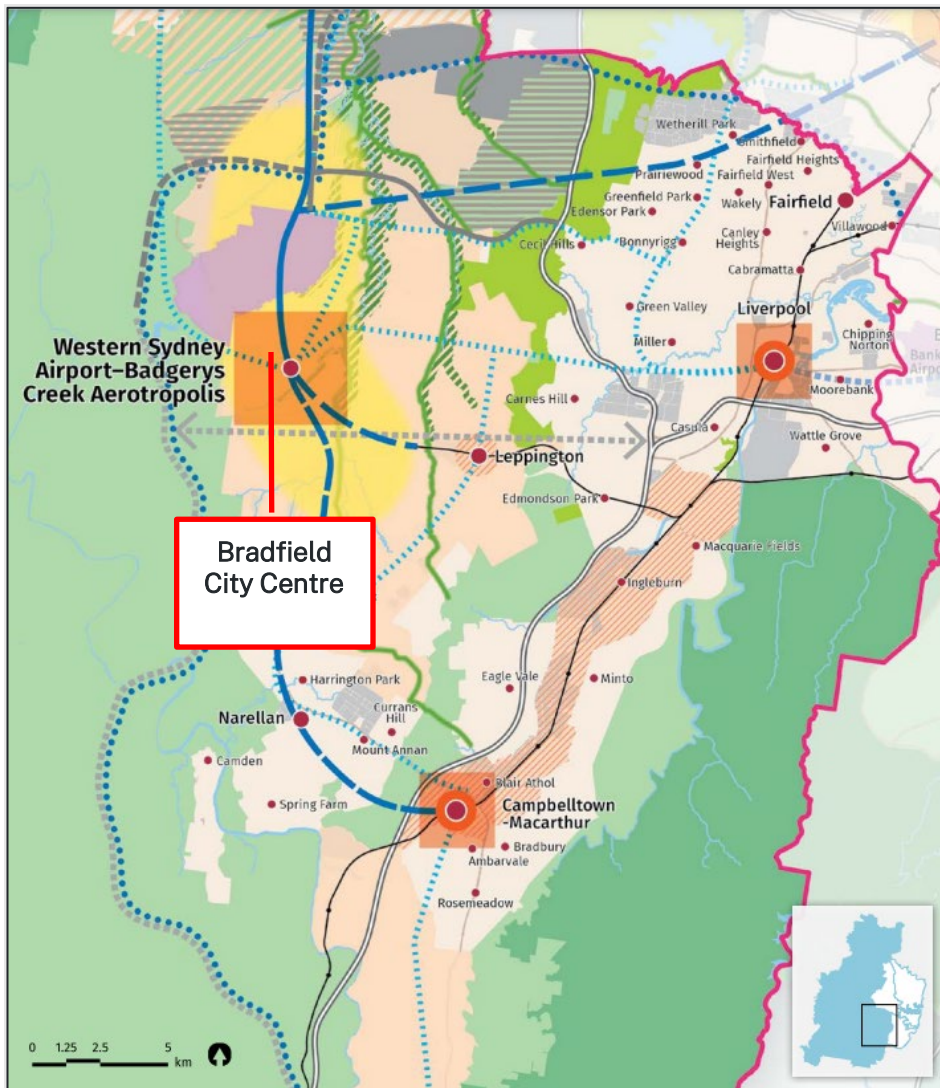 Wetherill Park
Smithfield
Fairfield Heights
Prairiewood
Fairfield West
Greenfield Park
Wakely
Fairfield
Edensor Park
Villawood
Canley
Heights
Cecil Hills
Bonnyrigg
Cabramatta
Green Valley
Liverpool
Chipping
Norton
Miller
Western Sydney
Airport–Badgerys
Creek Aerotropolis
Moorebank
Carnes Hill
Casula
Wattle Grove
Leppington
Edmondson Park
Bradfield
City Centre
Macquarie Fields
Ingleburn
Harrington Park
Eagle Vale
Minto
Currans
Hill
Narellan
Mount Annan
Camden
Blair Athol
Spring Farm
Campbelltown
-Macarthur
Bradbury
Ambarvale
Rosemeadow
0 1.25 2.5 5
km